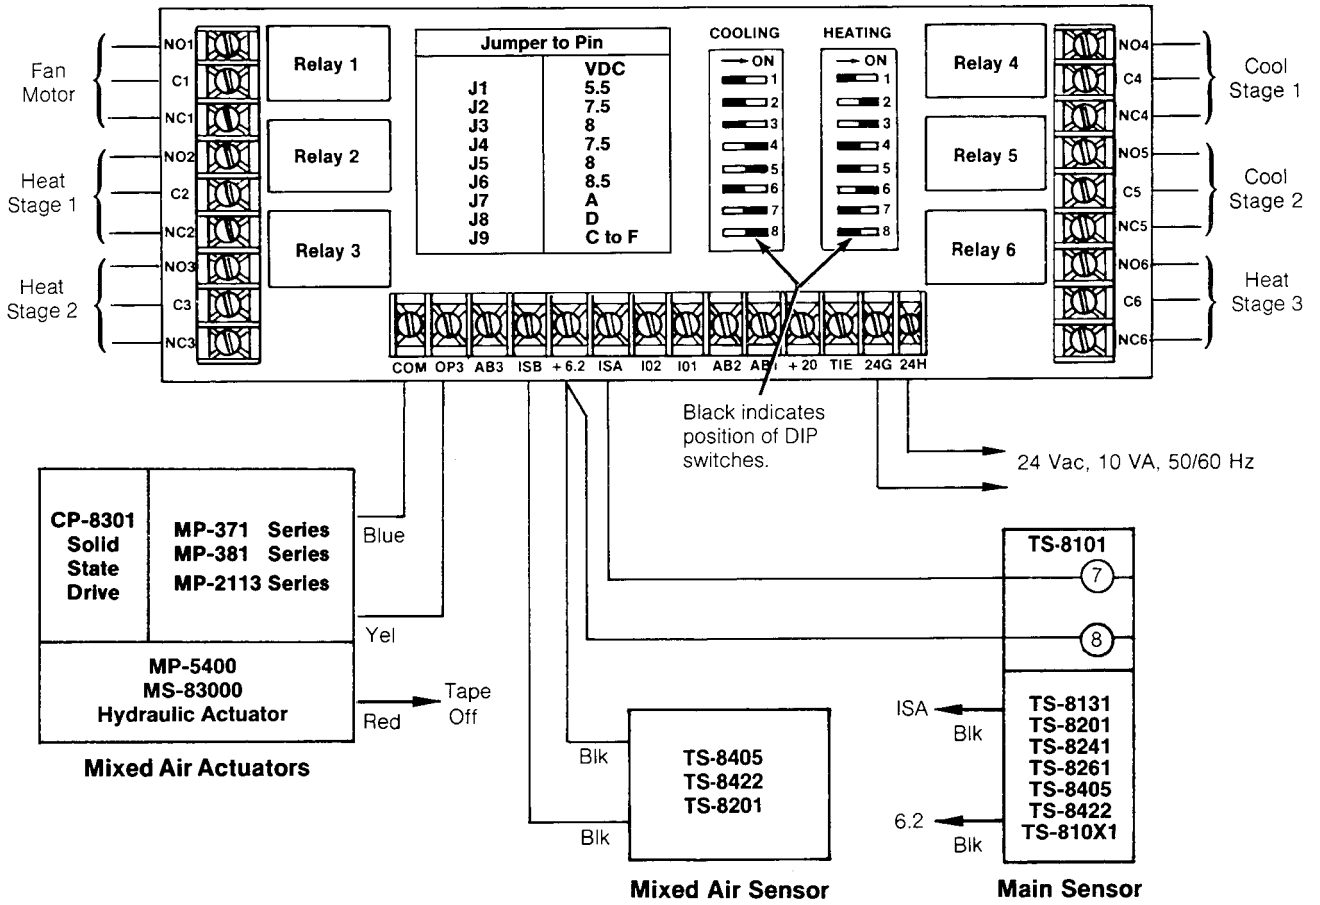 Fan
Motor
NO1
C1
NC1
Heat
Stage 1
NO2
C2
NC2
Heat
Stage 2
NO3
C3
NC3
Relay 1
Relay 2
Relay 3
Jumper to Pin
VDC
J1 5.5
J2 7.5
J3 8
J4 7.5
J5 8
J6 8.5
J7 A
J8 D
J9 C to F
COOLING
→ ON
1
2
3
4
5
6
7
8
HEATING
→ ON
1
2
3
4
5
6
7
8
Relay 4
Relay 5
Relay 6
NO4
C4
NC4
Cool
Stage 1
NO5
C5
NC5
Cool
Stage 2
NO6
C6
NC6
Heat
Stage 3
COM OP3 AB3 ISB +6.2 ISA I02 I01 AB2 AB1 +20 TIE 24G 24H
Black indicates
position of DIP
switches.
24 Vac, 10 VA, 50/60 Hz
CP-8301
Solid
State
Drive
MP-371 Series
MP-381 Series
MP-2113 Series
Blue
Yel
MP-5400
MS-83000
Hydraulic Actuator
Red
Tape
Off
Mixed Air Actuators
Blk
Blk
TS-8405
TS-8422
TS-8201
Mixed Air Sensor
TS-8101
7
8
ISA
Blk
6.2
Blk
TS-8131
TS-8201
TS-8241
TS-8261
TS-8405
TS-8422
TS-810X1
Main Sensor